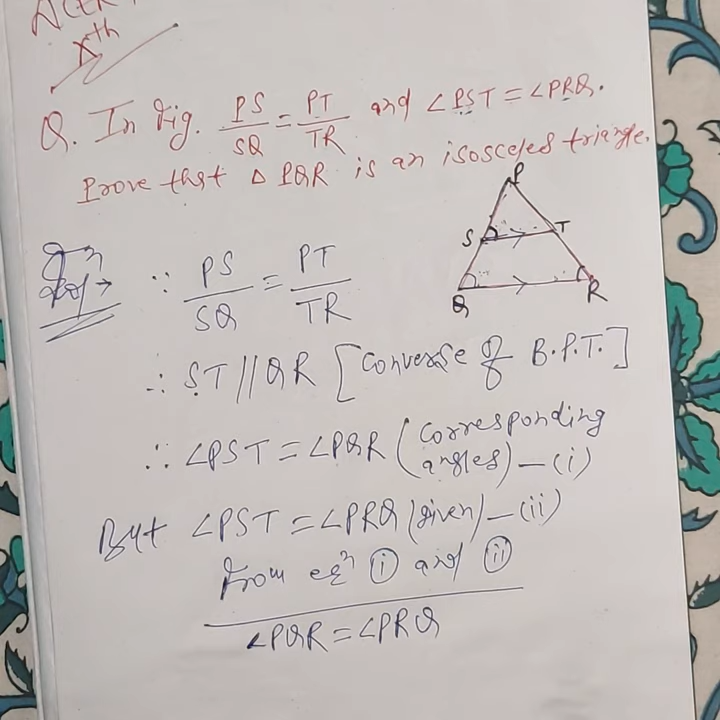 Xth
Q. In Fig. PS/SQ = PT/TR and ∠PST = ∠PRQ.
Prove that △ PQR is an isosceles triangle.
P
S T
Q R
∵ PS/SQ = PT/TR
∴ ST||QR [Converse of B.P.T.]
∴ ∠PST = ∠PQR (Corresponding
angles) – (i)
But ∠PST = ∠PRQ (given) – (ii)
From eqn (i) and (ii)
∠PQR = ∠PRQ